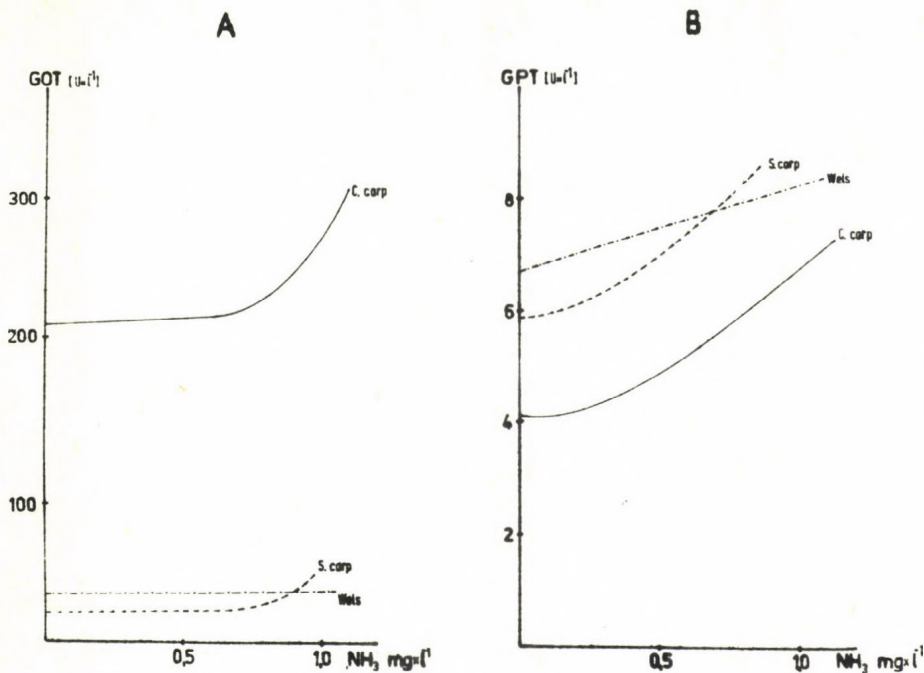 A
GOT [U×l⁻¹]
300
C. carp
200
100
S. carp
Wels
0,5
1,0
NH₃ mg×l⁻¹
B
GPT [U×l⁻¹]
S. carp
Wels
8
C. carp
6
4
2
0,5
1,0
NH₃ mg×l⁻¹